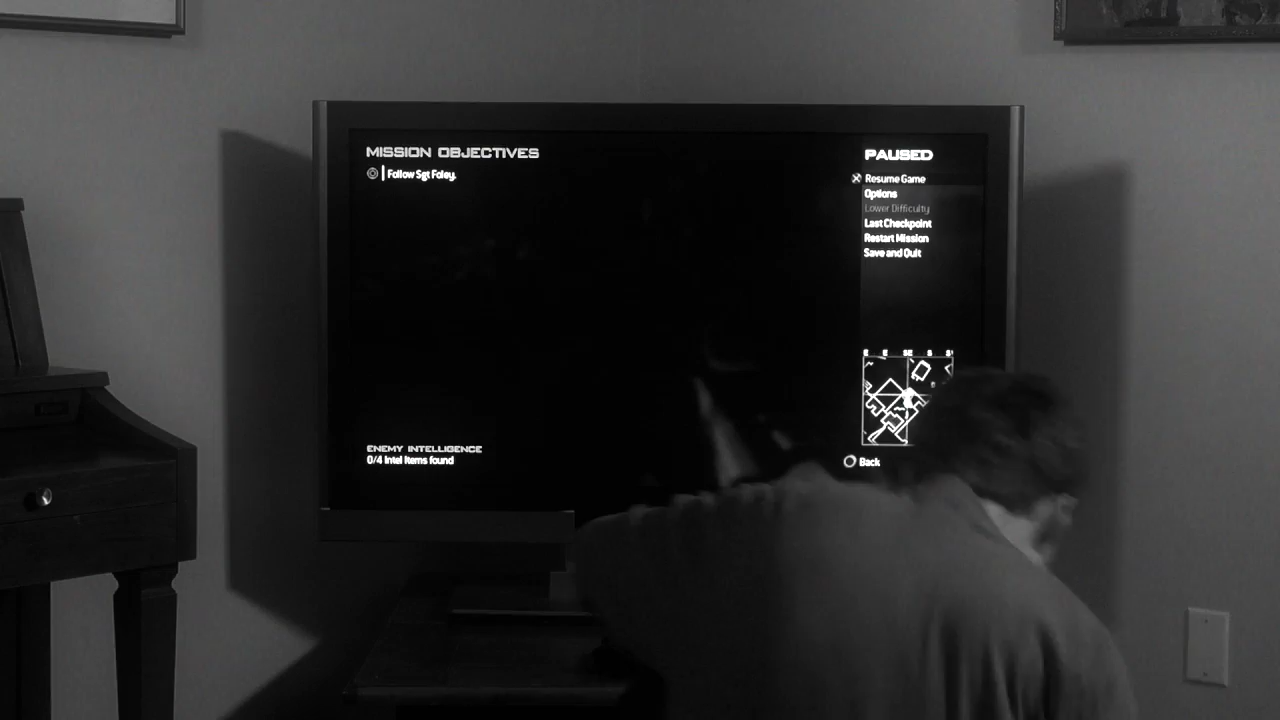 MISSION OBJECTIVES
Follow Sgt Foley.
PAUSED
Resume Game
Options
Lower Difficulty
Last Checkpoint
Restart Mission
Save and Quit
E E SE S S
ENEMY INTELLIGENCE
0/4 Intel Items found
Back